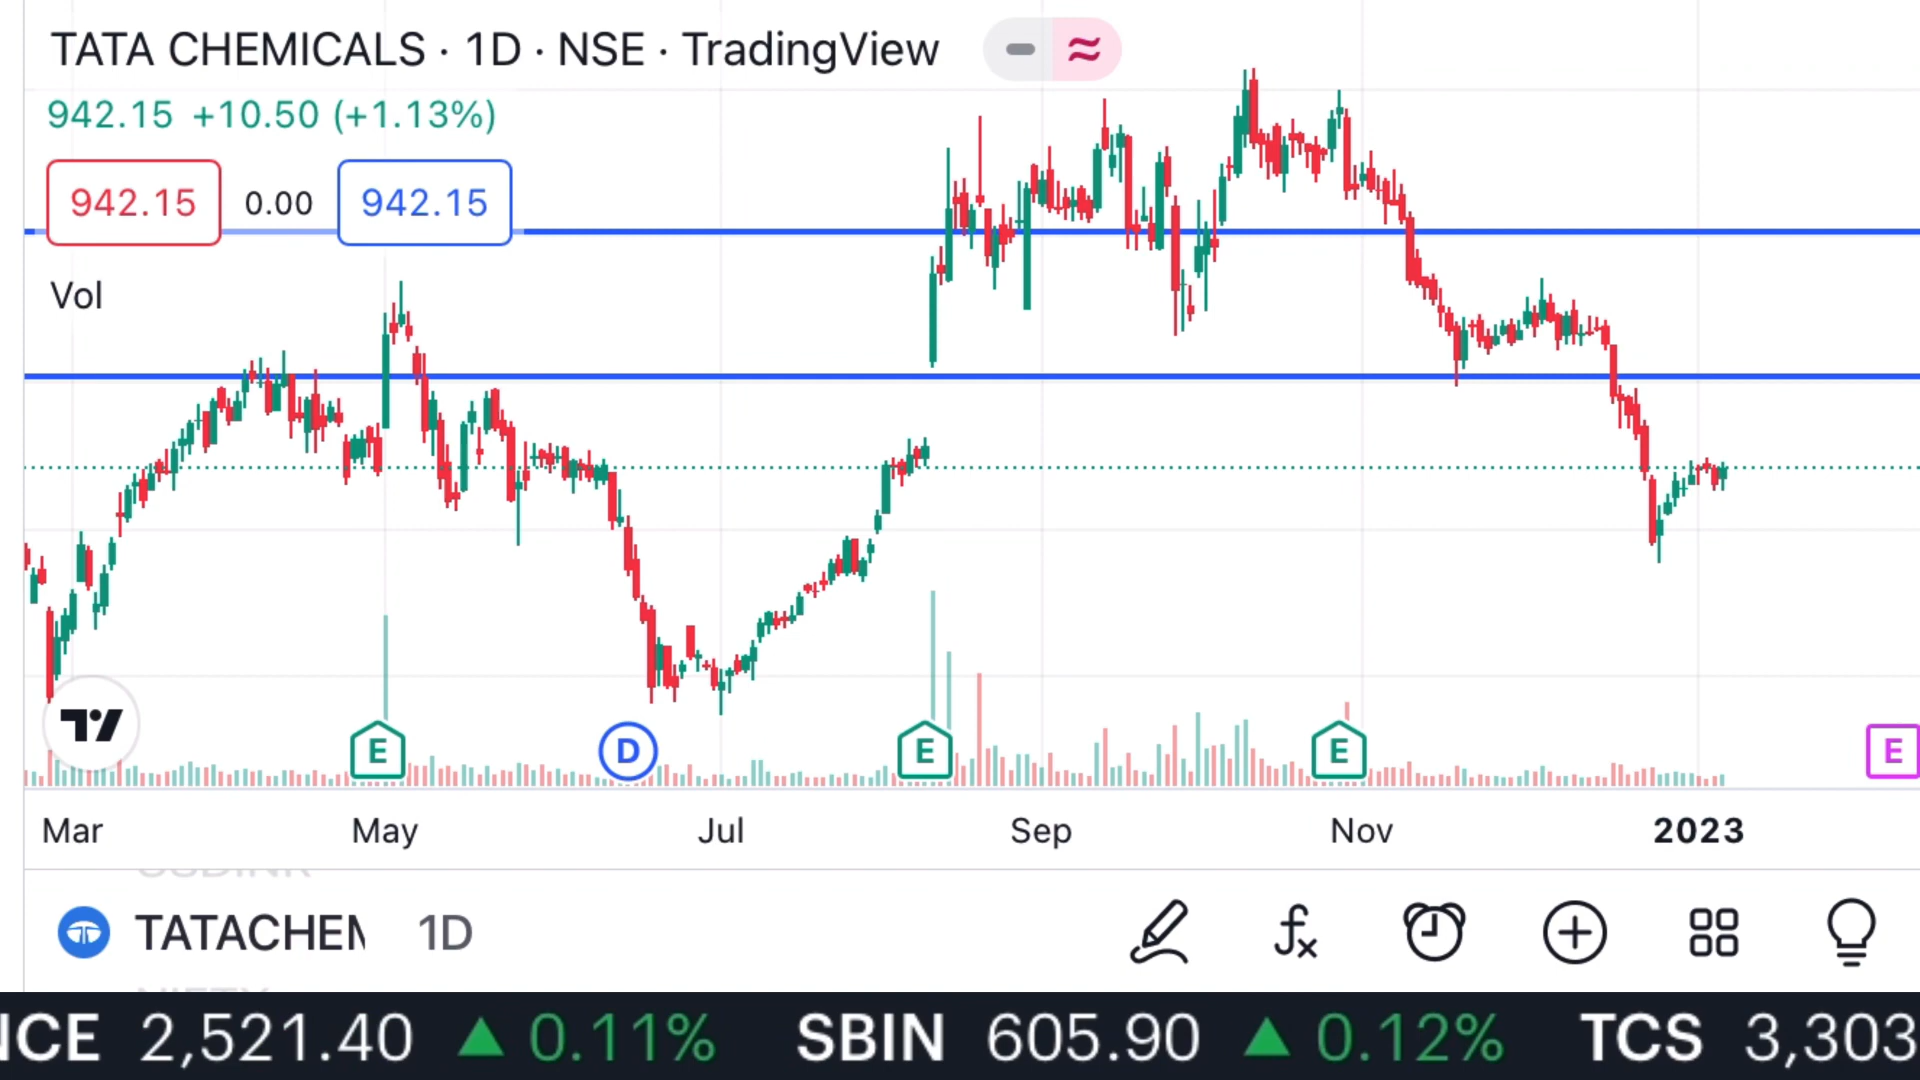 TATA CHEMICALS · 1D · NSE · TradingView
942.15 +10.50 (+1.13%)
942.15 0.00 942.15
Vol
E D E E E
Mar May Jul Sep Nov 2023
TATACHEM 1D
NCE 2,521.40 ▲ 0.11% SBIN 605.90 ▲ 0.12% TCS 3,303